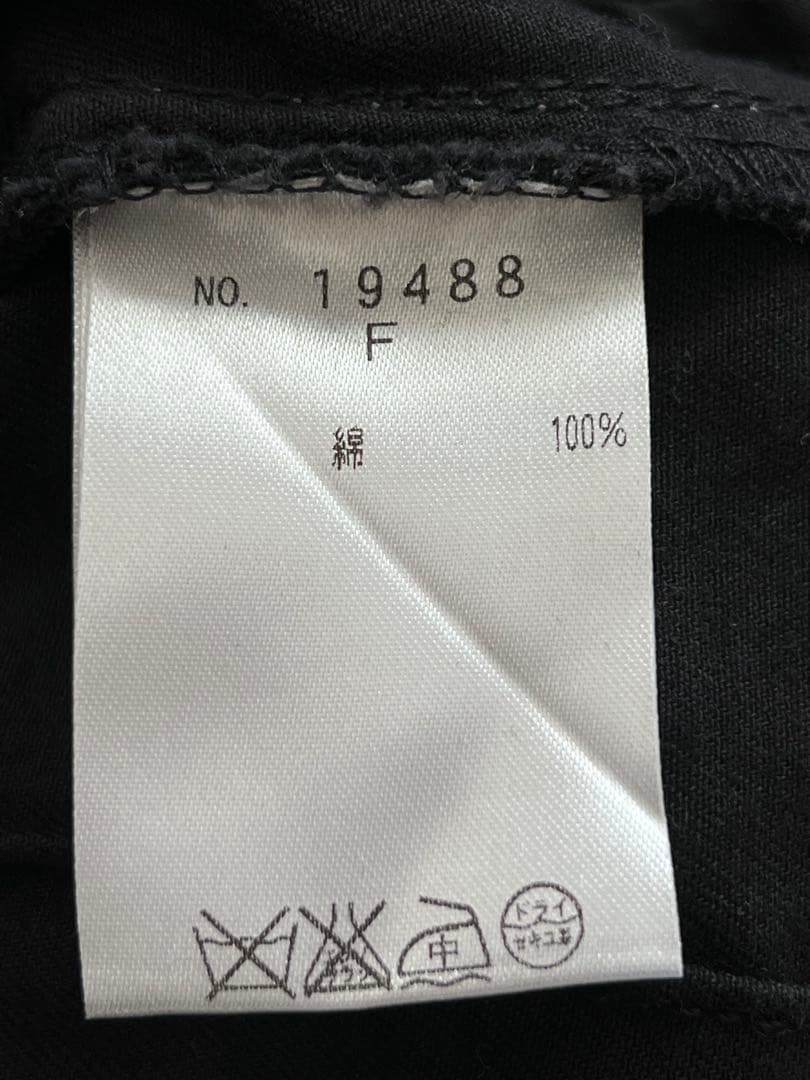 NO. 19488
F
綿 100%
中
ドライ
セキユ系